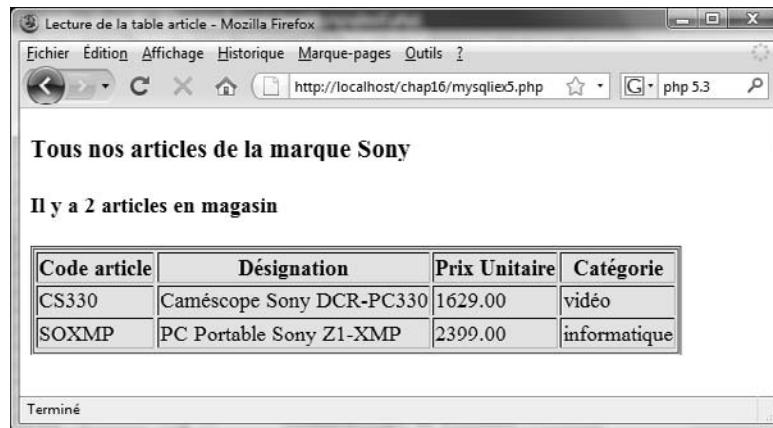 Lecture de la table article - Mozilla Firefox
Fichier Édition Affichage Historique Marque-pages Outils ?
http://localhost/chap16/mysqliex5.php G php 5.3
Tous nos articles de la marque Sony
Il y a 2 articles en magasin
Code article Désignation Prix Unitaire Catégorie
CS330 Caméscope Sony DCR-PC330 1629.00 vidéo
SOXMP PC Portable Sony Z1-XMP 2399.00 informatique
Terminé